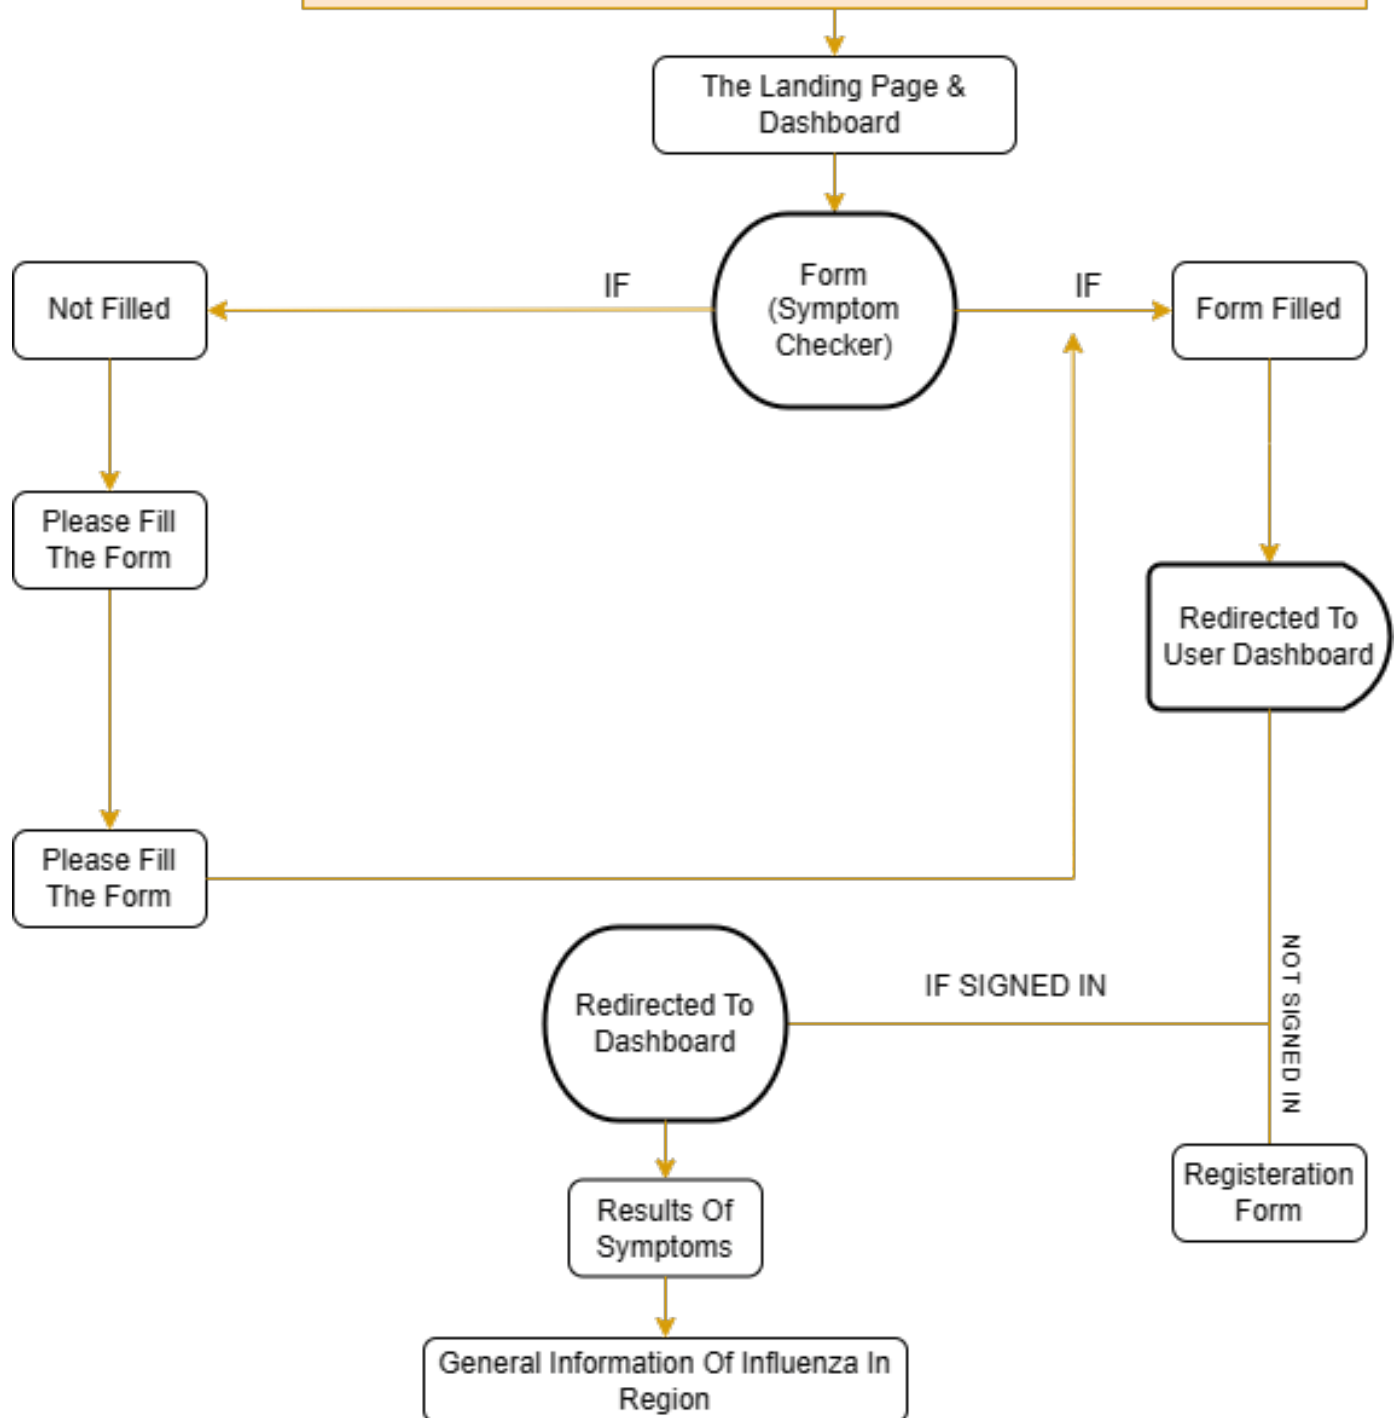 The Landing Page &
Dashboard
IF
IF
Not Filled
Form
(Symptom
Checker)
Form Filled
Please Fill
The Form
Redirected To
User Dashboard
Please Fill
The Form
NOT SIGNED IN
IF SIGNED IN
Redirected To
Dashboard
Registeration
Form
Results Of
Symptoms
General Information Of Influenza In
Region